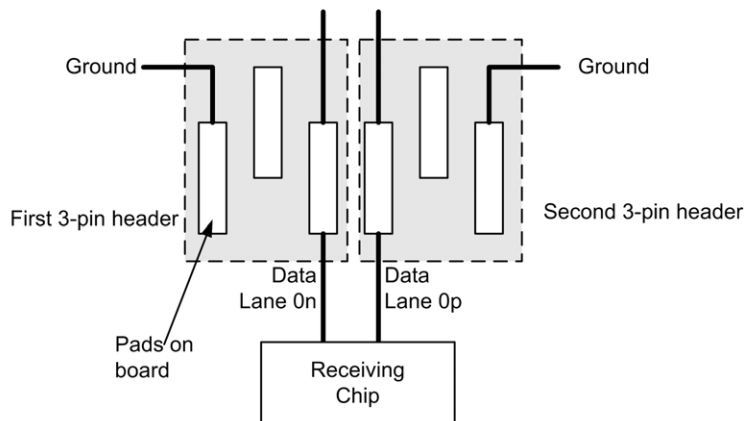 Ground
Ground
First 3-pin header
Second 3-pin header
Data
Lane 0n
Data
Lane 0p
Pads on
board
Receiving
Chip